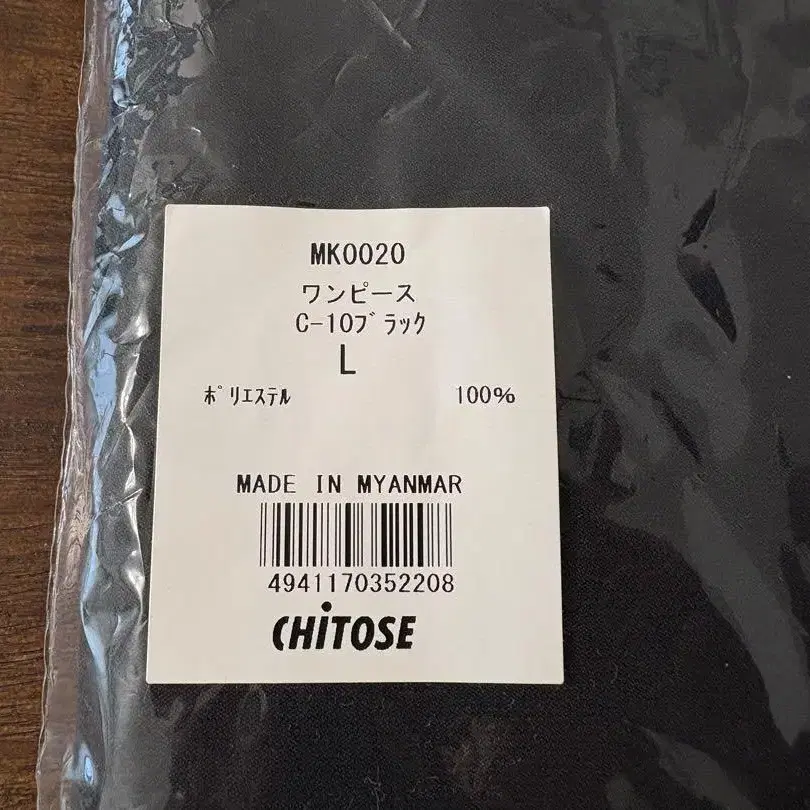 MK0020
ワンピース
C-10ﾌﾞﾗｯｸ
L
ﾎﾟﾘｴｽﾃﾙ 100%
MADE IN MYANMAR
4941170352208
CHiTOSE